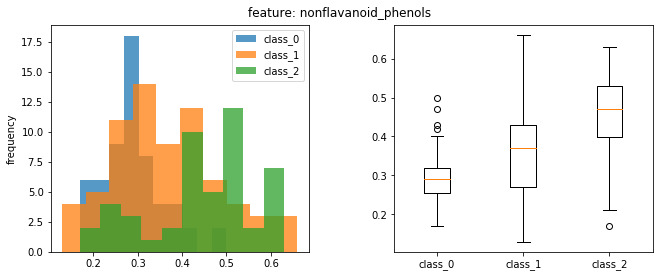 feature: nonflavanoid_phenols
frequency
17.5
15.0
12.5
10.0
7.5
5.0
2.5
0.0
0.2
0.3
0.4
0.5
0.6
class_0
class_1
class_2
0.6
0.5
0.4
0.3
0.2
class_0
class_1
class_2